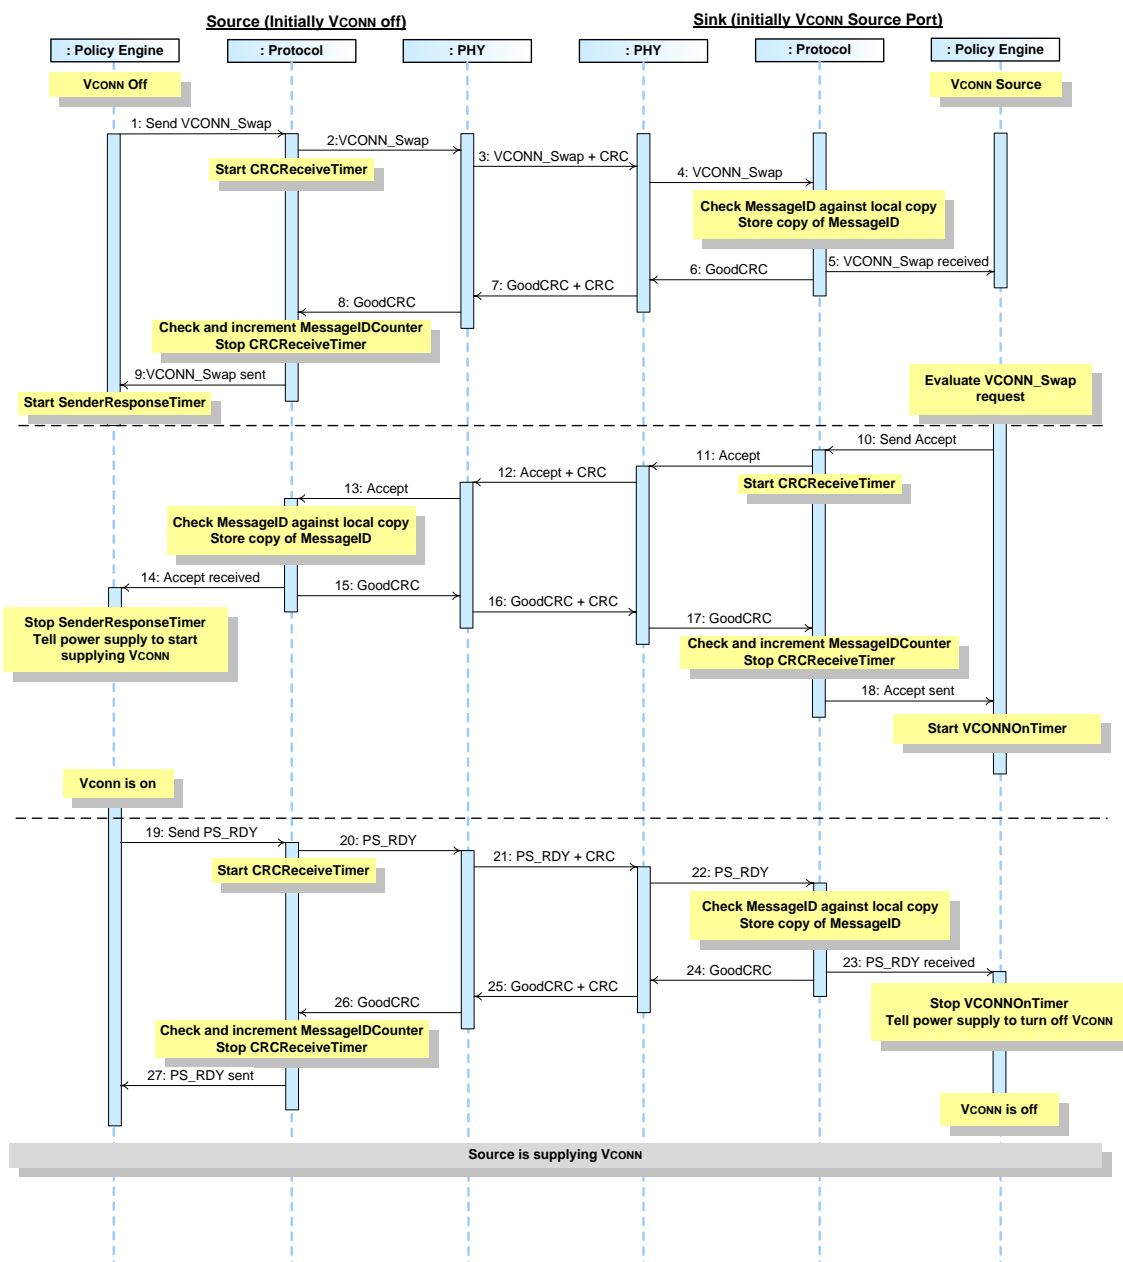 Source (Initially VCONN off)
Sink (initially VCONN Source Port)
: Policy Engine
: Protocol
: PHY
: PHY
: Protocol
: Policy Engine
VCONN Off
VCONN Source
1: Send VCONN_Swap
2:VCONN_Swap
3: VCONN_Swap + CRC
Start CRCReceiveTimer
4: VCONN_Swap
Check MessageID against local copy
Store copy of MessageID
5: VCONN_Swap received
6: GoodCRC
7: GoodCRC + CRC
8: GoodCRC
Check and increment MessageIDCounter
Stop CRCReceiveTimer
9:VCONN_Swap sent
Start SenderResponseTimer
Evaluate VCONN_Swap
request
10: Send Accept
11: Accept
12: Accept + CRC
Start CRCReceiveTimer
13: Accept
Check MessageID against local copy
Store copy of MessageID
14: Accept received
15: GoodCRC
16: GoodCRC + CRC
17: GoodCRC
Stop SenderResponseTimer
Tell power supply to start
supplying VCONN
Check and increment MessageIDCounter
Stop CRCReceiveTimer
18: Accept sent
Start VCONNOnTimer
Vconn is on
19: Send PS_RDY
20: PS_RDY
21: PS_RDY + CRC
Start CRCReceiveTimer
22: PS_RDY
Check MessageID against local copy
Store copy of MessageID
23: PS_RDY received
24: GoodCRC
25: GoodCRC + CRC
26: GoodCRC
Stop VCONNOnTimer
Tell power supply to turn off VCONN
Check and increment MessageIDCounter
Stop CRCReceiveTimer
27: PS_RDY sent
VCONN is off
Source is supplying VCONN